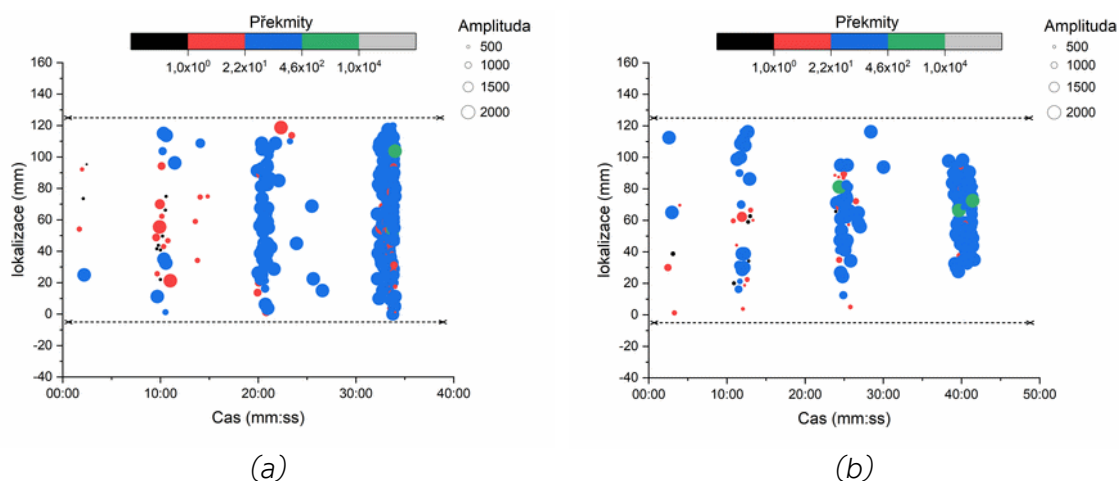 Překmity
1,0x10⁰ 2,2x10¹ 4,6x10² 1,0x10⁴
Amplituda
500
1000
1500
2000
lokalizace (mm)
160
140
120
100
80
60
40
20
0
-20
-40
00:00 10:00 20:00 30:00 40:00
Cas (mm:ss)
(a)
Překmity
1,0x10⁰ 2,2x10¹ 4,6x10² 1,0x10⁴
Amplituda
500
1000
1500
2000
lokalizace (mm)
160
140
120
100
80
60
40
20
0
-20
-40
00:00 10:00 20:00 30:00 40:00 50:00
Cas (mm:ss)
(b)